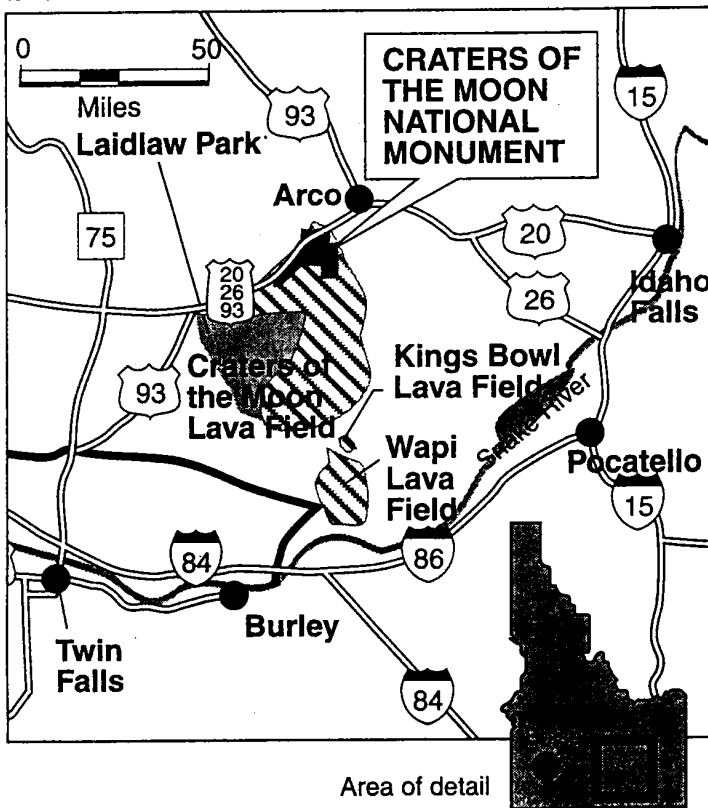 0 50
Miles
CRATERS OF
THE MOON
NATIONAL
MONUMENT
93
15
Laidlaw Park
Arco
75
20
26
93
20
26
Idaho
Falls
93
Craters of
the Moon
Lava Field
Kings Bowl
Lava Field
Snake River
Wapi
Lava
Field
Pocatello
15
84
86
Burley
Twin
Falls
84
Area of detail